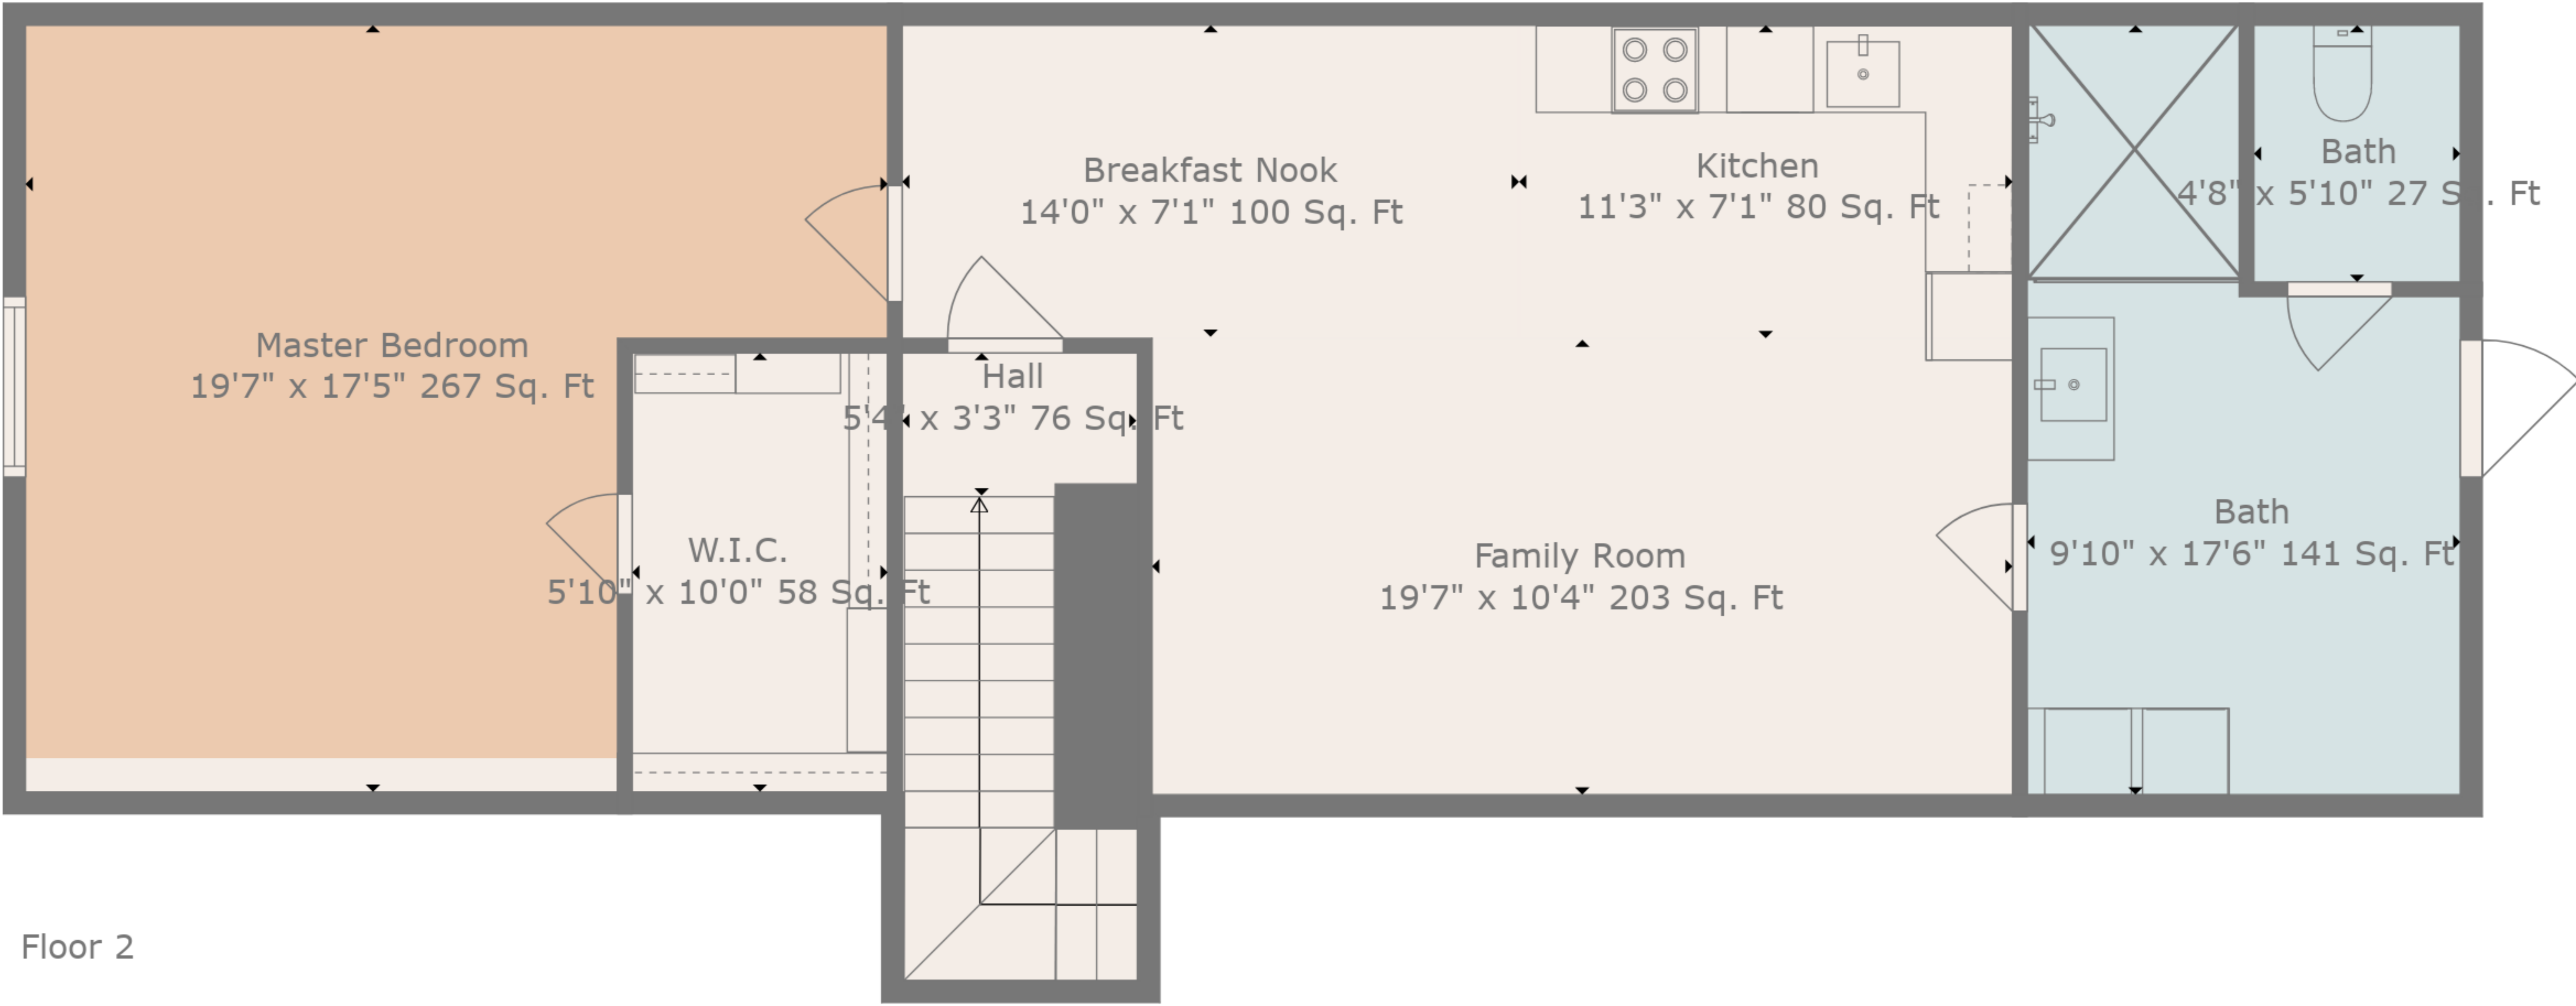 Breakfast Nook
14'0" x 7'1" 100 Sq. Ft
Kitchen
11'3" x 7'1" 80 Sq. Ft
Bath
4'8" x 5'10" 27 Sq. Ft
Master Bedroom
19'7" x 17'5" 267 Sq. Ft
Hall
5'4" x 3'3" 76 Sq. Ft
W.I.C.
5'10" x 10'0" 58 Sq. Ft
Family Room
19'7" x 10'4" 203 Sq. Ft
Bath
9'10" x 17'6" 141 Sq. Ft
Floor 2